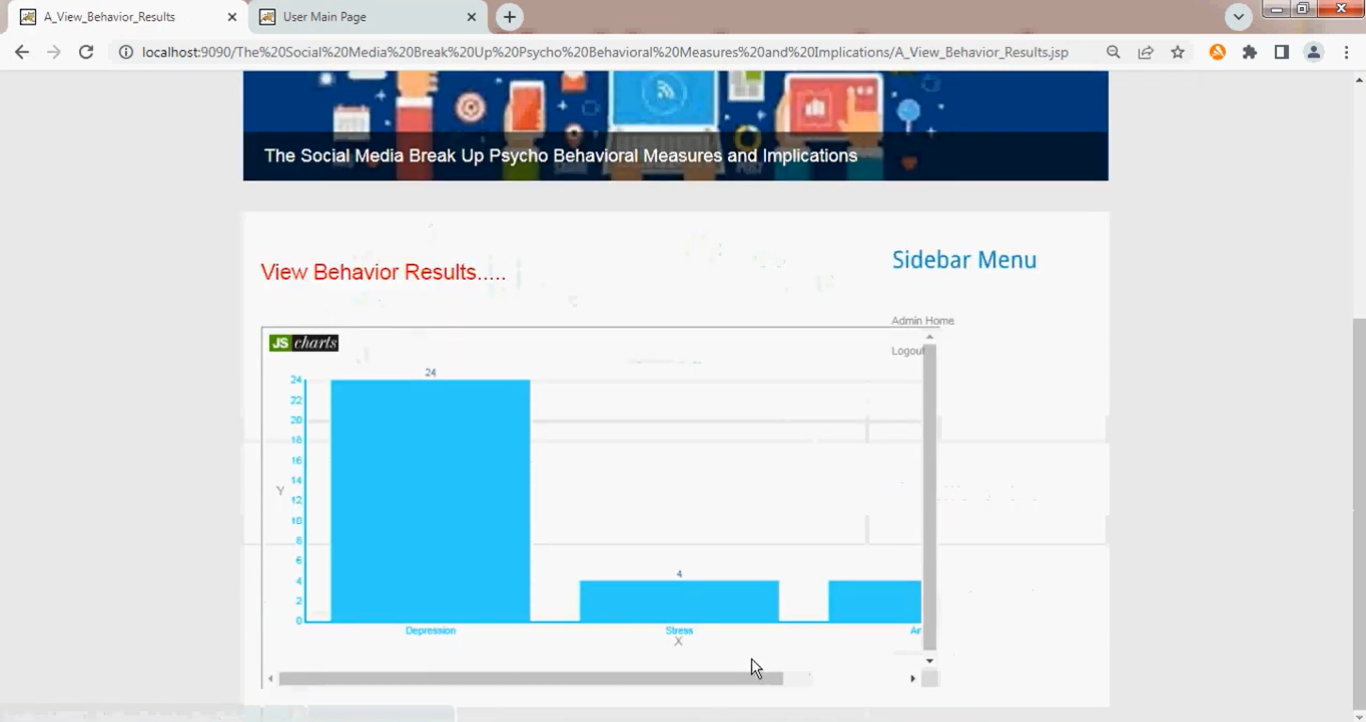 A_View_Behavior_Results
User Main Page
localhost:9090/The%20Social%20Media%20Break%20Up%20Psycho%20Behavioral%20Measures%20and%20Implications/A_View_Behavior_Results.jsp
The Social Media Break Up Psycho Behavioral Measures and Implications
View Behavior Results.....
Sidebar Menu
Admin Home
Logout
JS charts
24
24
22
20
18
16
14
12
10
8
6
4
2
0
Y
4
Depression
Stress
An
X